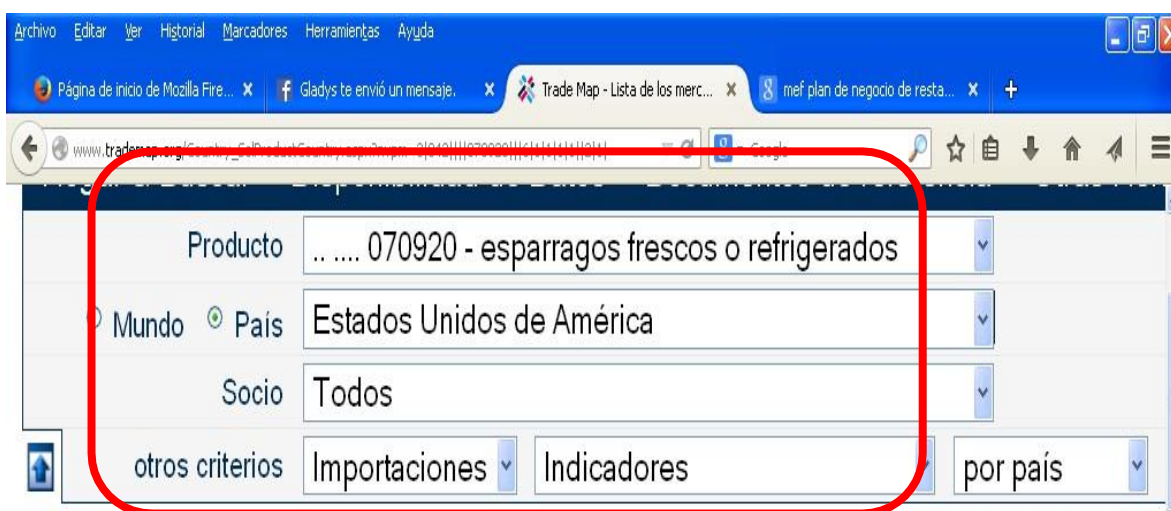 Archivo Editar Ver Historial Marcadores Herramientas Ayuda
Página de inicio de Mozilla Fire... Gladys te envió un mensaje. Trade Map - Lista de los merc... mef plan de negocio de resta...
www.trademap.org Google
Producto .. .... 070920 - esparragos frescos o refrigerados
Mundo País Estados Unidos de América
Socio Todos
otros criterios Importaciones Indicadores por país